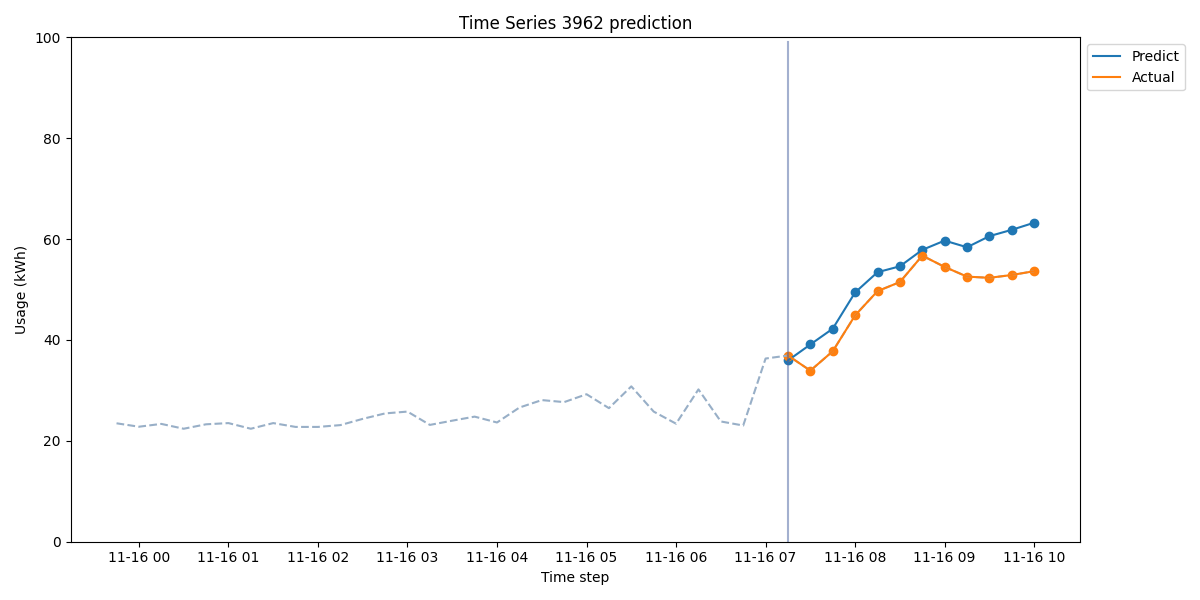 Time Series 3962 prediction
Predict
Actual
100
80
60
40
20
0
Usage (kWh)
11-16 00 11-16 01 11-16 02 11-16 03 11-16 04 11-16 05 11-16 06 11-16 07 11-16 08 11-16 09 11-16 10
Time step